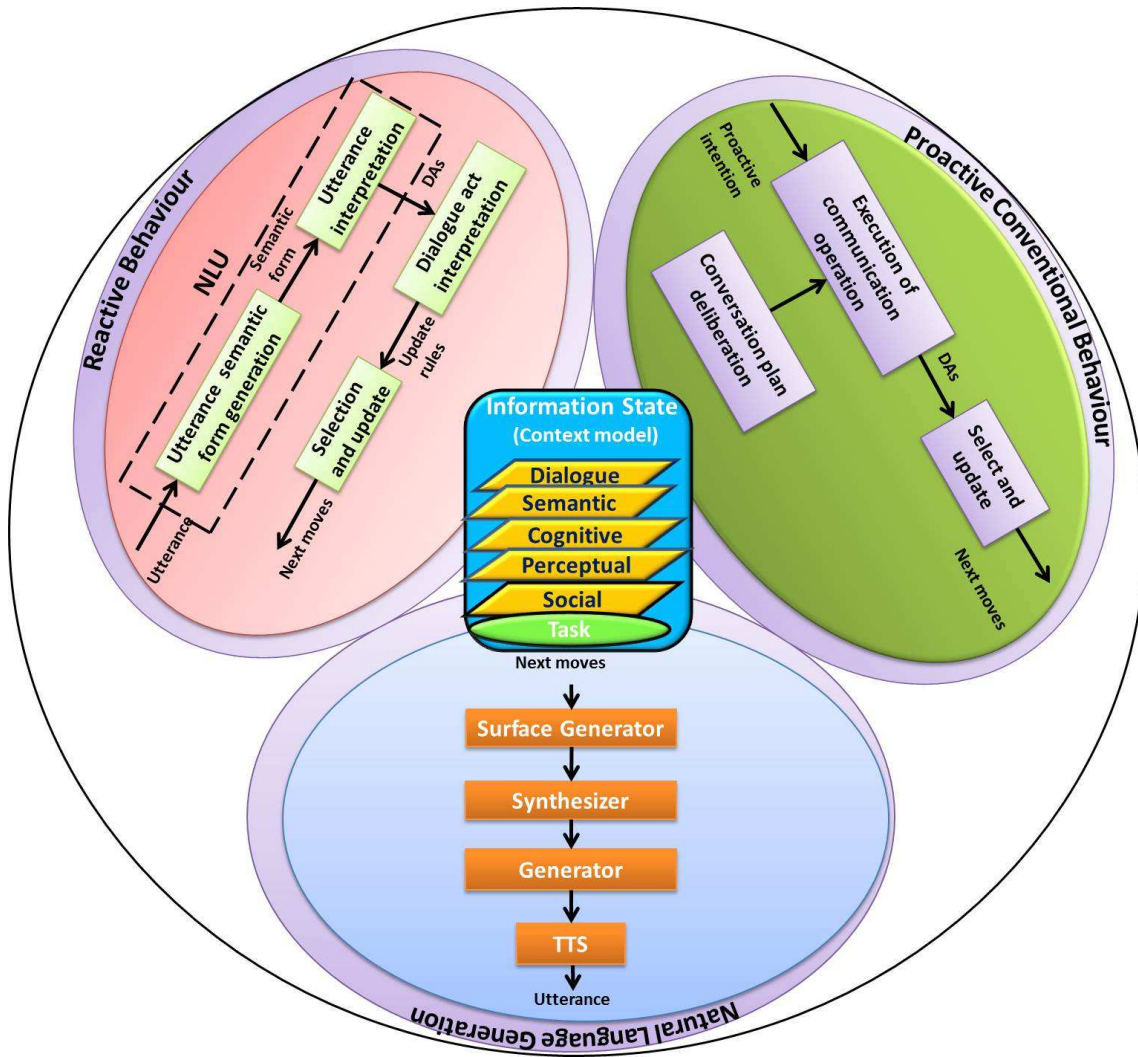 Reactive Behaviour
NLU
Utterance
Utterance semantic
form generation
Semantic
form
Utterance
interpretation
DAs
Dialogue act
interpretation
Update
rules
Selection
and update
Next moves
Proactive Conventional Behaviour
Proactive
intention
Execution of
communication
operation
Conversation plan
deliberation
DAs
Select and
update
Next moves
Information State
(Context model)
Dialogue
Semantic
Cognitive
Perceptual
Social
Task
Next moves
Surface Generator
Synthesizer
Generator
TTS
Utterance
Natural Language Generation